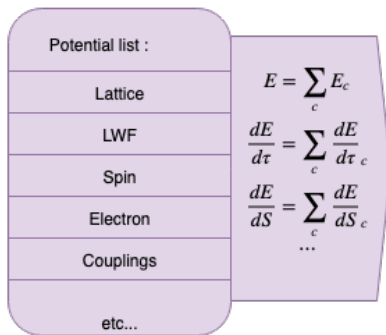 Potential list :
Lattice
LWF
Spin
Electron
Couplings
etc...
E = ∑_c E_c
dE/dτ = ∑_c dE/dτ_c
dE/dS = ∑_c dE/dS_c
...